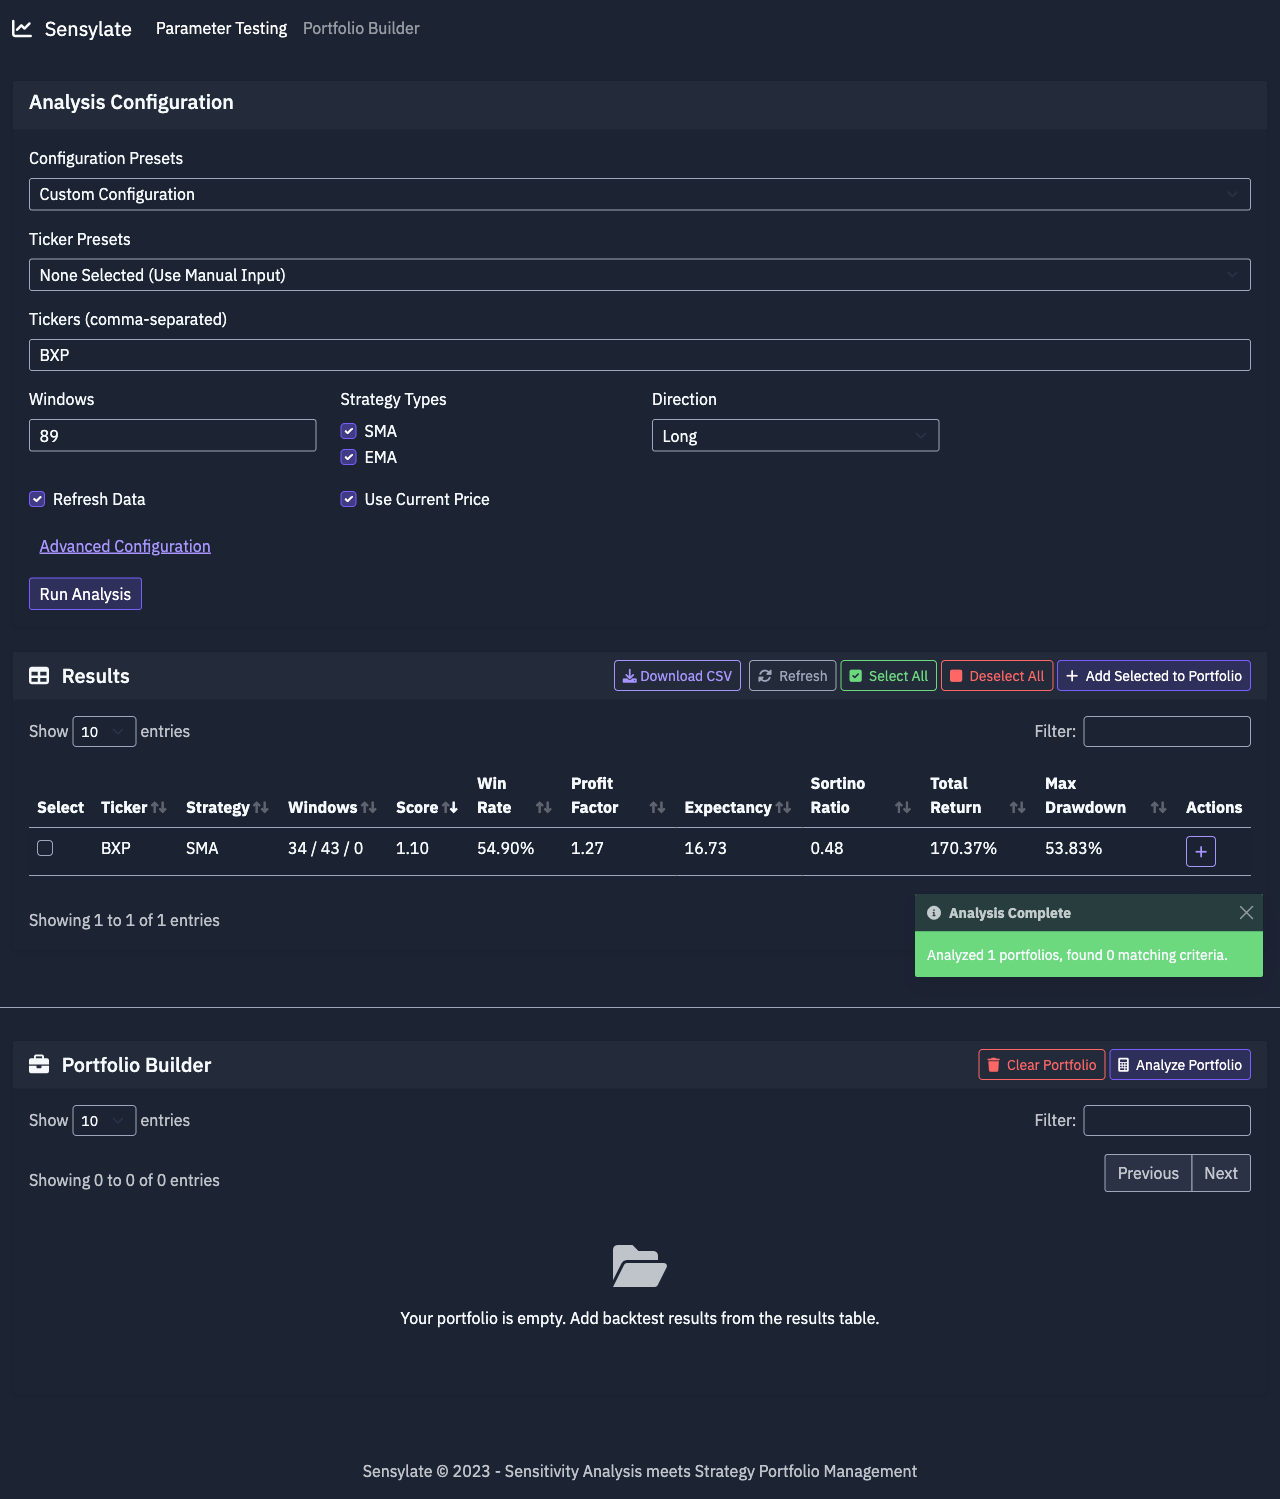 Sensylate Parameter Testing Portfolio Builder
Analysis Configuration
Configuration Presets
Custom Configuration
Ticker Presets
None Selected (Use Manual Input)
Tickers (comma-separated)
BXP
Windows Strategy Types Direction
89 SMA Long
EMA
Refresh Data Use Current Price
Advanced Configuration
Run Analysis
Results Download CSV Refresh Select All Deselect All Add Selected to Portfolio
Show 10 entries Filter:
Select Ticker Strategy Windows Score Win Rate Profit Factor Expectancy Sortino Ratio Total Return Max Drawdown Actions
BXP SMA 34 / 43 / 0 1.10 54.90% 1.27 16.73 0.48 170.37% 53.83%
Showing 1 to 1 of 1 entries
Analysis Complete
Analyzed 1 portfolios, found 0 matching criteria.
Portfolio Builder Clear Portfolio Analyze Portfolio
Show 10 entries Filter:
Showing 0 to 0 of 0 entries Previous Next
Your portfolio is empty. Add backtest results from the results table.
Sensylate © 2023 - Sensitivity Analysis meets Strategy Portfolio Management